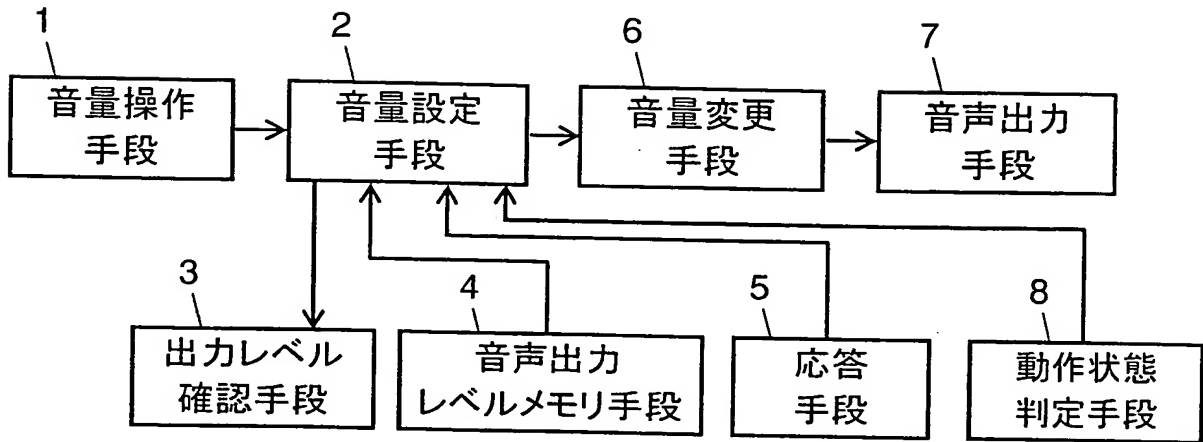 1
音量操作
手段
2
音量設定
手段
6
音量変更
手段
7
音声出力
手段
3
出力レベル
確認手段
4
音声出力
レベルメモリ手段
5
応答
手段
8
動作状態
判定手段